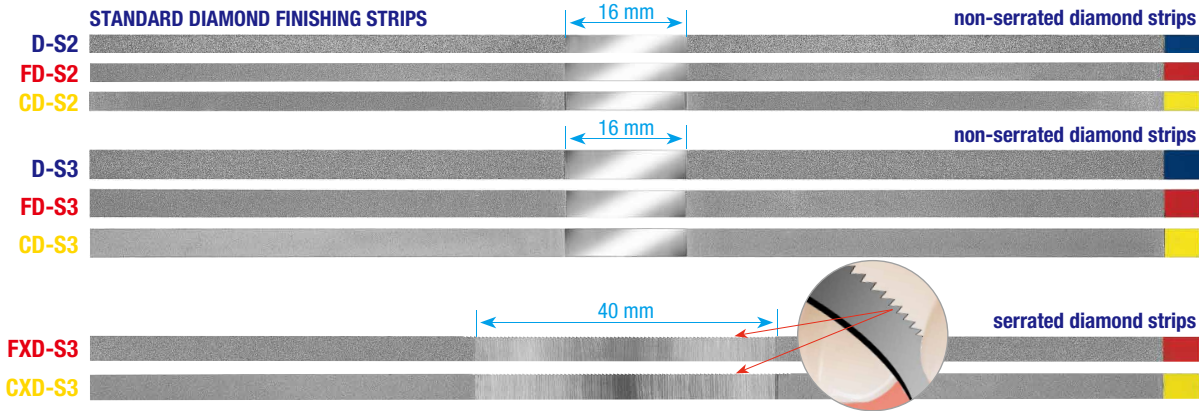 STANDARD DIAMOND FINISHING STRIPS
16 mm
non-serrated diamond strips
D-S2
FD-S2
CD-S2
16 mm
non-serrated diamond strips
D-S3
FD-S3
CD-S3
40 mm
serrated diamond strips
FXD-S3
CXD-S3